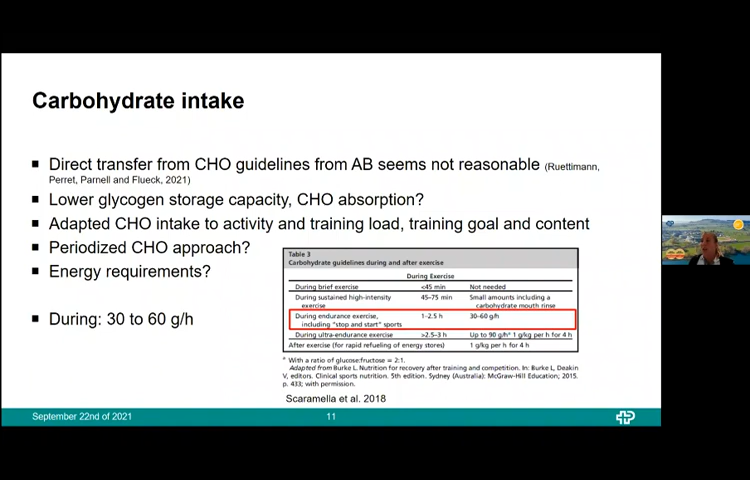 Carbohydrate intake
Direct transfer from CHO guidelines from AB seems not reasonable (Ruettimann,
Perret, Parnell and Flueck, 2021)
Lower glycogen storage capacity, CHO absorption?
Adapted CHO intake to activity and training load, training goal and content
Periodized CHO approach?
Energy requirements?
During: 30 to 60 g/h
Table 3
Carbohydrate guidelines during and after exercise
During Exercise
During brief exercise <45 min Not needed
During sustained high-intensity 45–75 min Small amounts including a
exercise carbohydrate mouth rinse
During endurance exercise, 1–2.5 h 30–60 g/h
including "stop and start" sports
During ultra-endurance exercise >2.5–3 h Up to 90 g/hª 1 g/kg per h for 4 h
After exercise (for rapid refueling of energy stores) 1 g/kg per h for 4 h
ª With a ratio of glucose:fructose = 2:1.
Adapted from Burke L. Nutrition for recovery after training and competition. In: Burke L, Deakin
V, editors. Clinical sports nutrition. 5th edition. Sydney (Australia): McGraw-Hill Education; 2015.
p. 433; with permission.
Scaramella et al. 2018
September 22nd of 2021 11